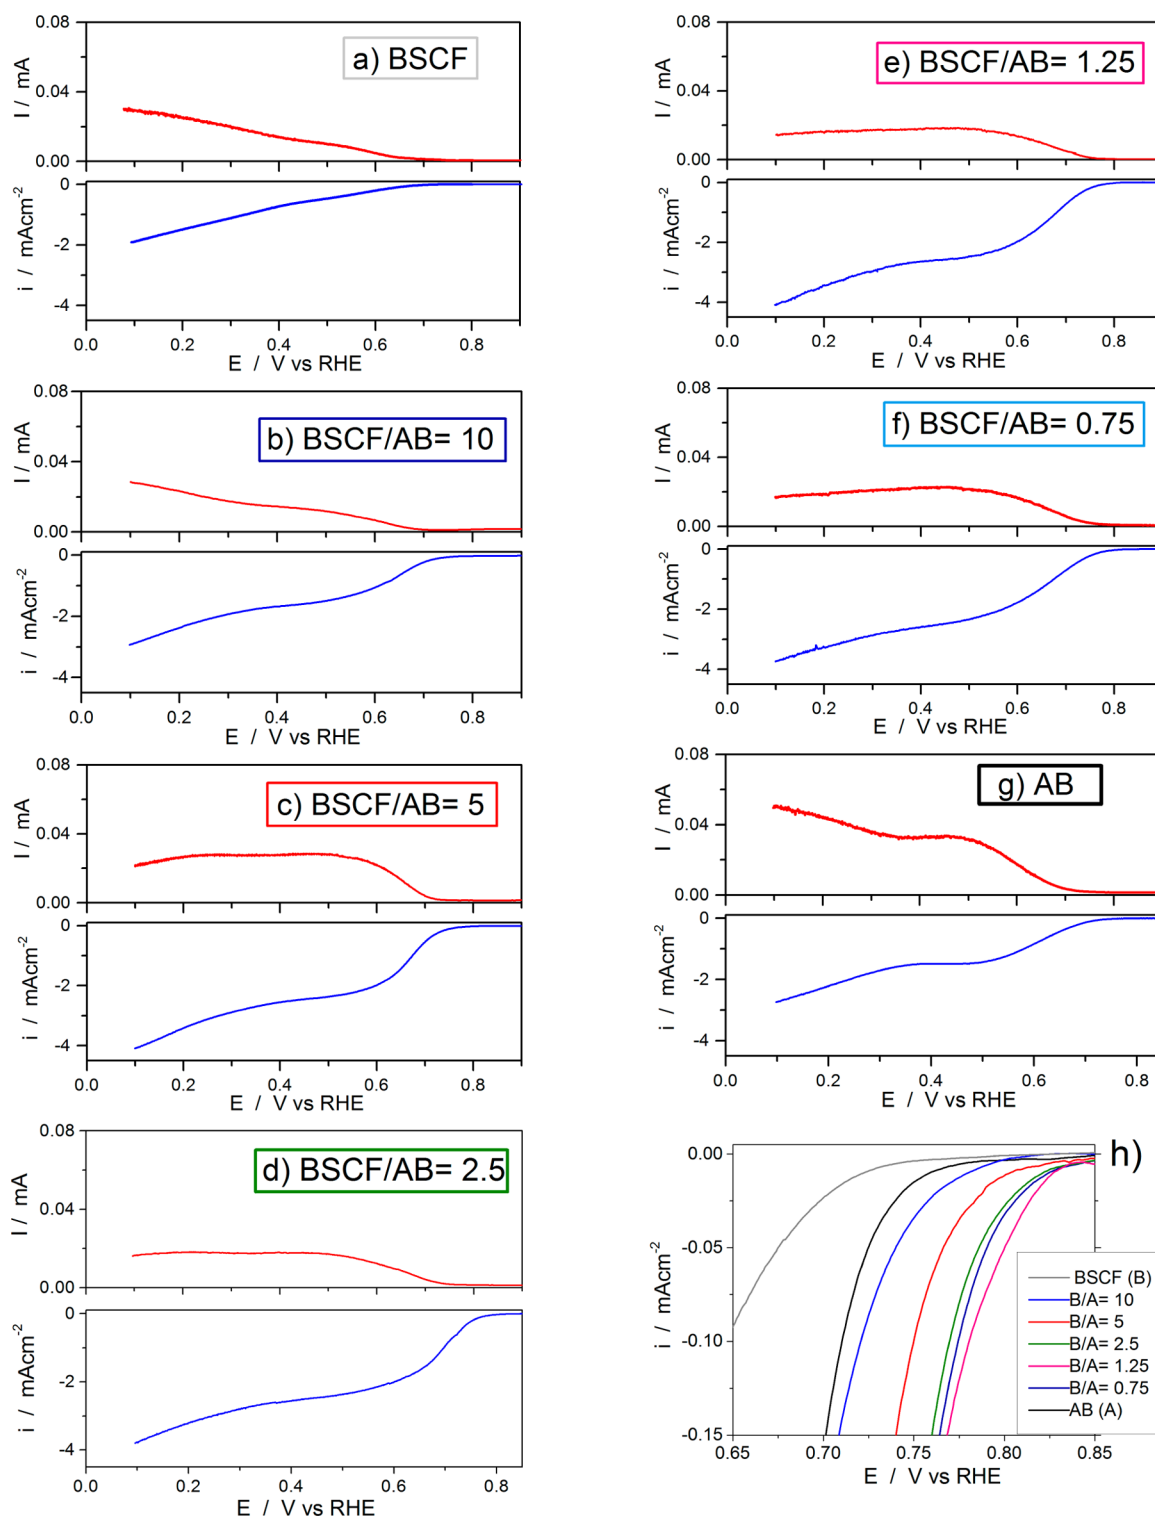 a) BSCF
I / mA
0.08
0.04
0.00
i / mAcm-2
0
-2
-4
0.0 0.2 0.4 0.6 0.8
E / V vs RHE
b) BSCF/AB= 10
I / mA
0.08
0.04
0.00
i / mAcm-2
0
-2
-4
0.0 0.2 0.4 0.6 0.8
E / V vs RHE
c) BSCF/AB= 5
I / mA
0.08
0.04
0.00
i / mAcm-2
0
-2
-4
0.0 0.2 0.4 0.6 0.8
E / V vs RHE
d) BSCF/AB= 2.5
I / mA
0.08
0.04
0.00
i / mAcm-2
0
-2
-4
0.0 0.2 0.4 0.6 0.8
E / V vs RHE
e) BSCF/AB= 1.25
I / mA
0.08
0.04
0.00
i / mAcm-2
0
-2
-4
0.0 0.2 0.4 0.6 0.8
E / V vs RHE
f) BSCF/AB= 0.75
I / mA
0.08
0.04
0.00
i / mAcm-2
0
-2
-4
0.0 0.2 0.4 0.6 0.8
E / V vs RHE
g) AB
I / mA
0.08
0.04
0.00
i / mAcm-2
0
-2
-4
0.0 0.2 0.4 0.6 0.8
E / V vs RHE
h)
i / mAcm-2
0.00
-0.05
-0.10
-0.15
0.65 0.70 0.75 0.80 0.85
E / V vs RHE
BSCF (B)
B/A= 10
B/A= 5
B/A= 2.5
B/A= 1.25
B/A= 0.75
AB (A)